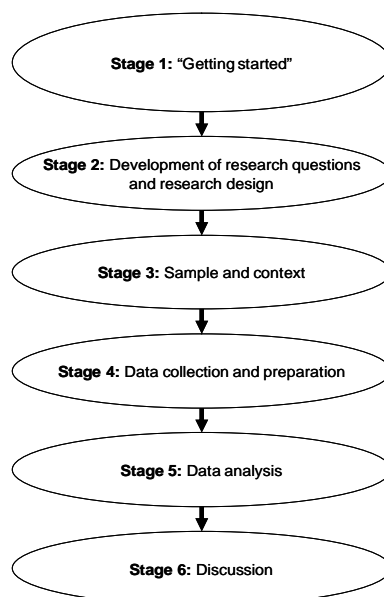 Stage 1: “Getting started”
Stage 2: Development of research questions
and research design
Stage 3: Sample and context
Stage 4: Data collection and preparation
Stage 5: Data analysis
Stage 6: Discussion